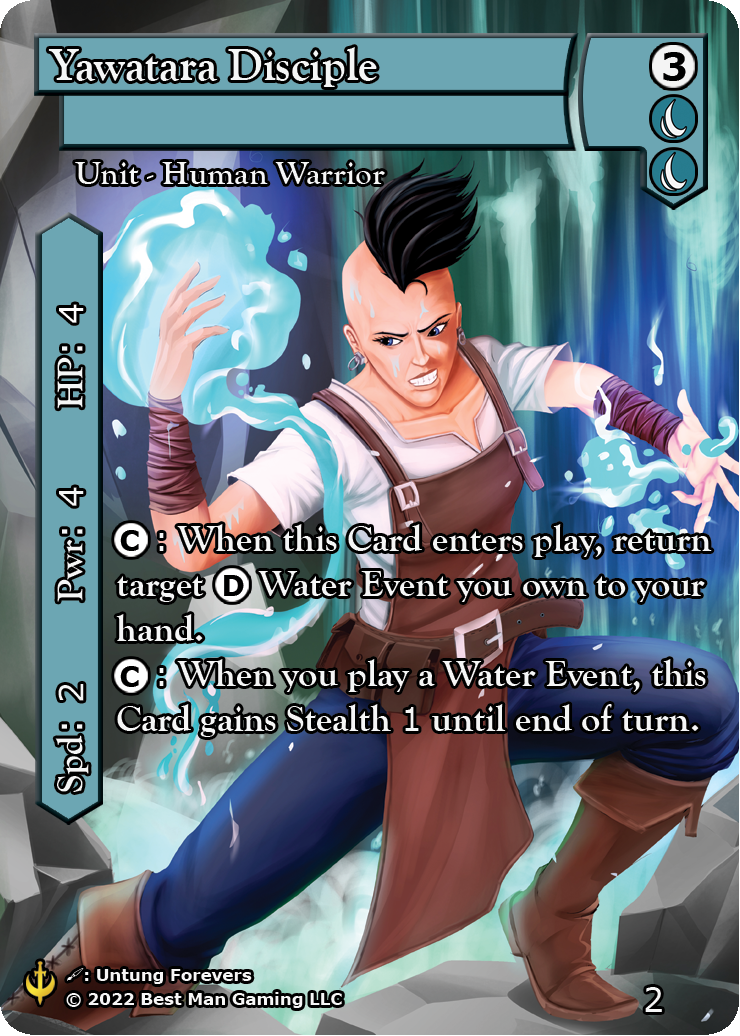 Yawatara Disciple
3
Unit - Human Warrior
HP: 4
Pwr: 4
Spd: 2
C : When this Card enters play, return
target D Water Event you own to your
hand.
C : When you play a Water Event, this
Card gains Stealth 1 until end of turn.
: Untung Forevers
© 2022 Best Man Gaming LLC
2